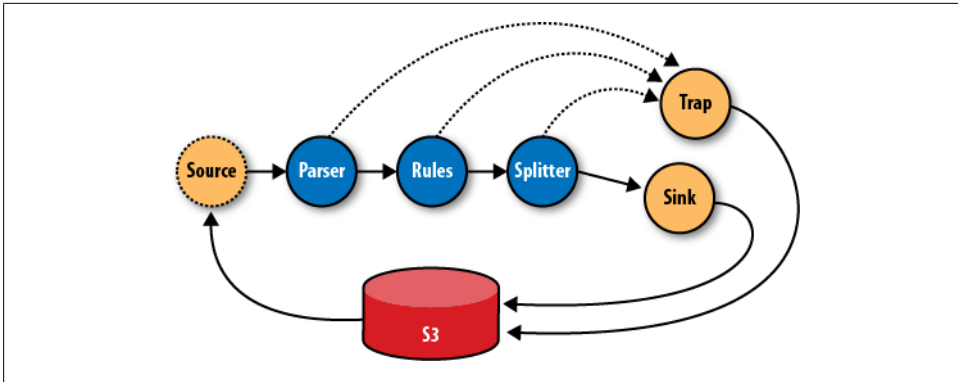 Trap
Source
Parser
Rules
Splitter
Sink
S3